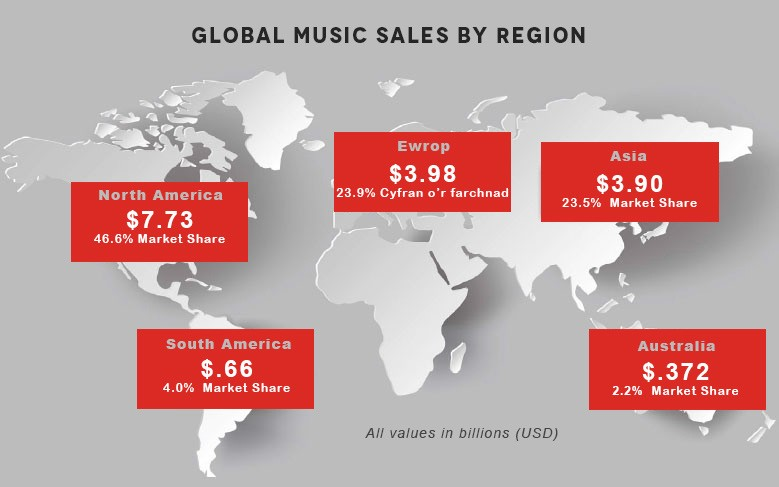 GLOBAL MUSIC SALES BY REGION
Ewrop
$3.98
23.9% Cyfran o'r farchnad
Asia
$3.90
23.5% Market Share
North America
$7.73
46.6% Market Share
South America
$.66
4.0% Market Share
Australia
$.372
2.2% Market Share
All values in billions (USD)